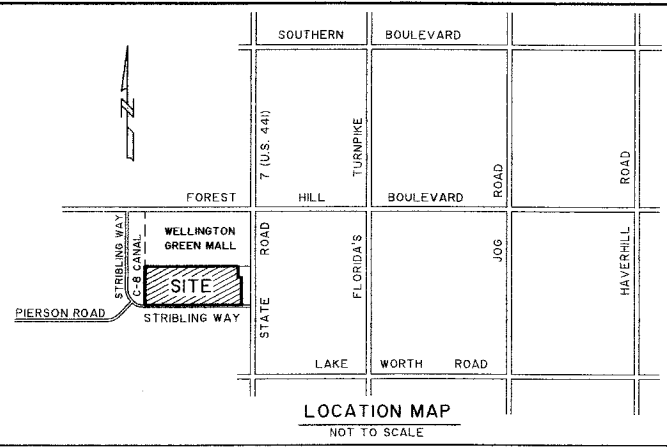 SOUTHERN BOULEVARD
N
STATE ROAD 7 (U.S. 441)
FLORIDA'S TURNPIKE
JOG ROAD
HAVERHILL ROAD
FOREST HILL BOULEVARD
STRIBLING WAY
C-8 CANAL
WELLINGTON
GREEN MALL
SITE
PIERSON ROAD
STRIBLING WAY
LAKE WORTH ROAD
LOCATION MAP
NOT TO SCALE